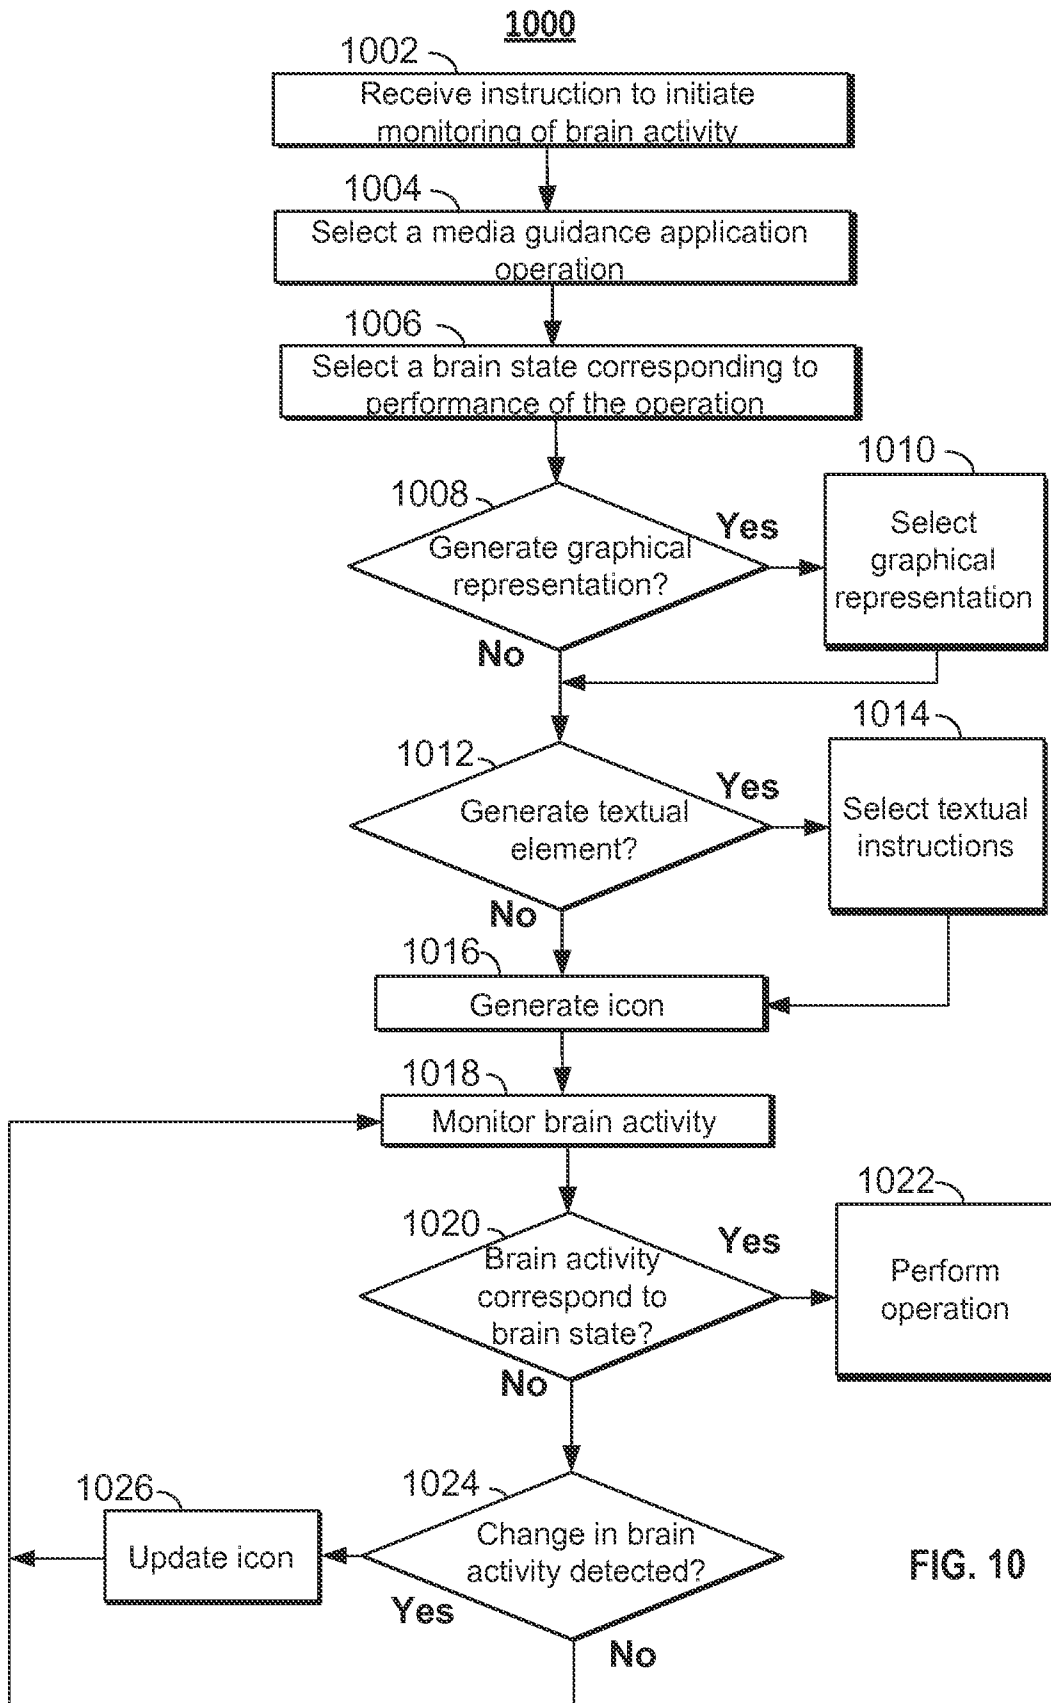 1000
1002
Receive instruction to initiate
monitoring of brain activity
1004
Select a media guidance application
operation
1006
Select a brain state corresponding to
performance of the operation
1008
Generate graphical
representation?
Yes
No
1010
Select
graphical
representation
1012
Generate textual
element?
Yes
No
1014
Select textual
instructions
1016
Generate icon
1018
Monitor brain activity
1020
Brain activity
correspond to
brain state?
Yes
No
1022
Perform
operation
1024
Change in brain
activity detected?
Yes
No
1026
Update icon
FIG. 10